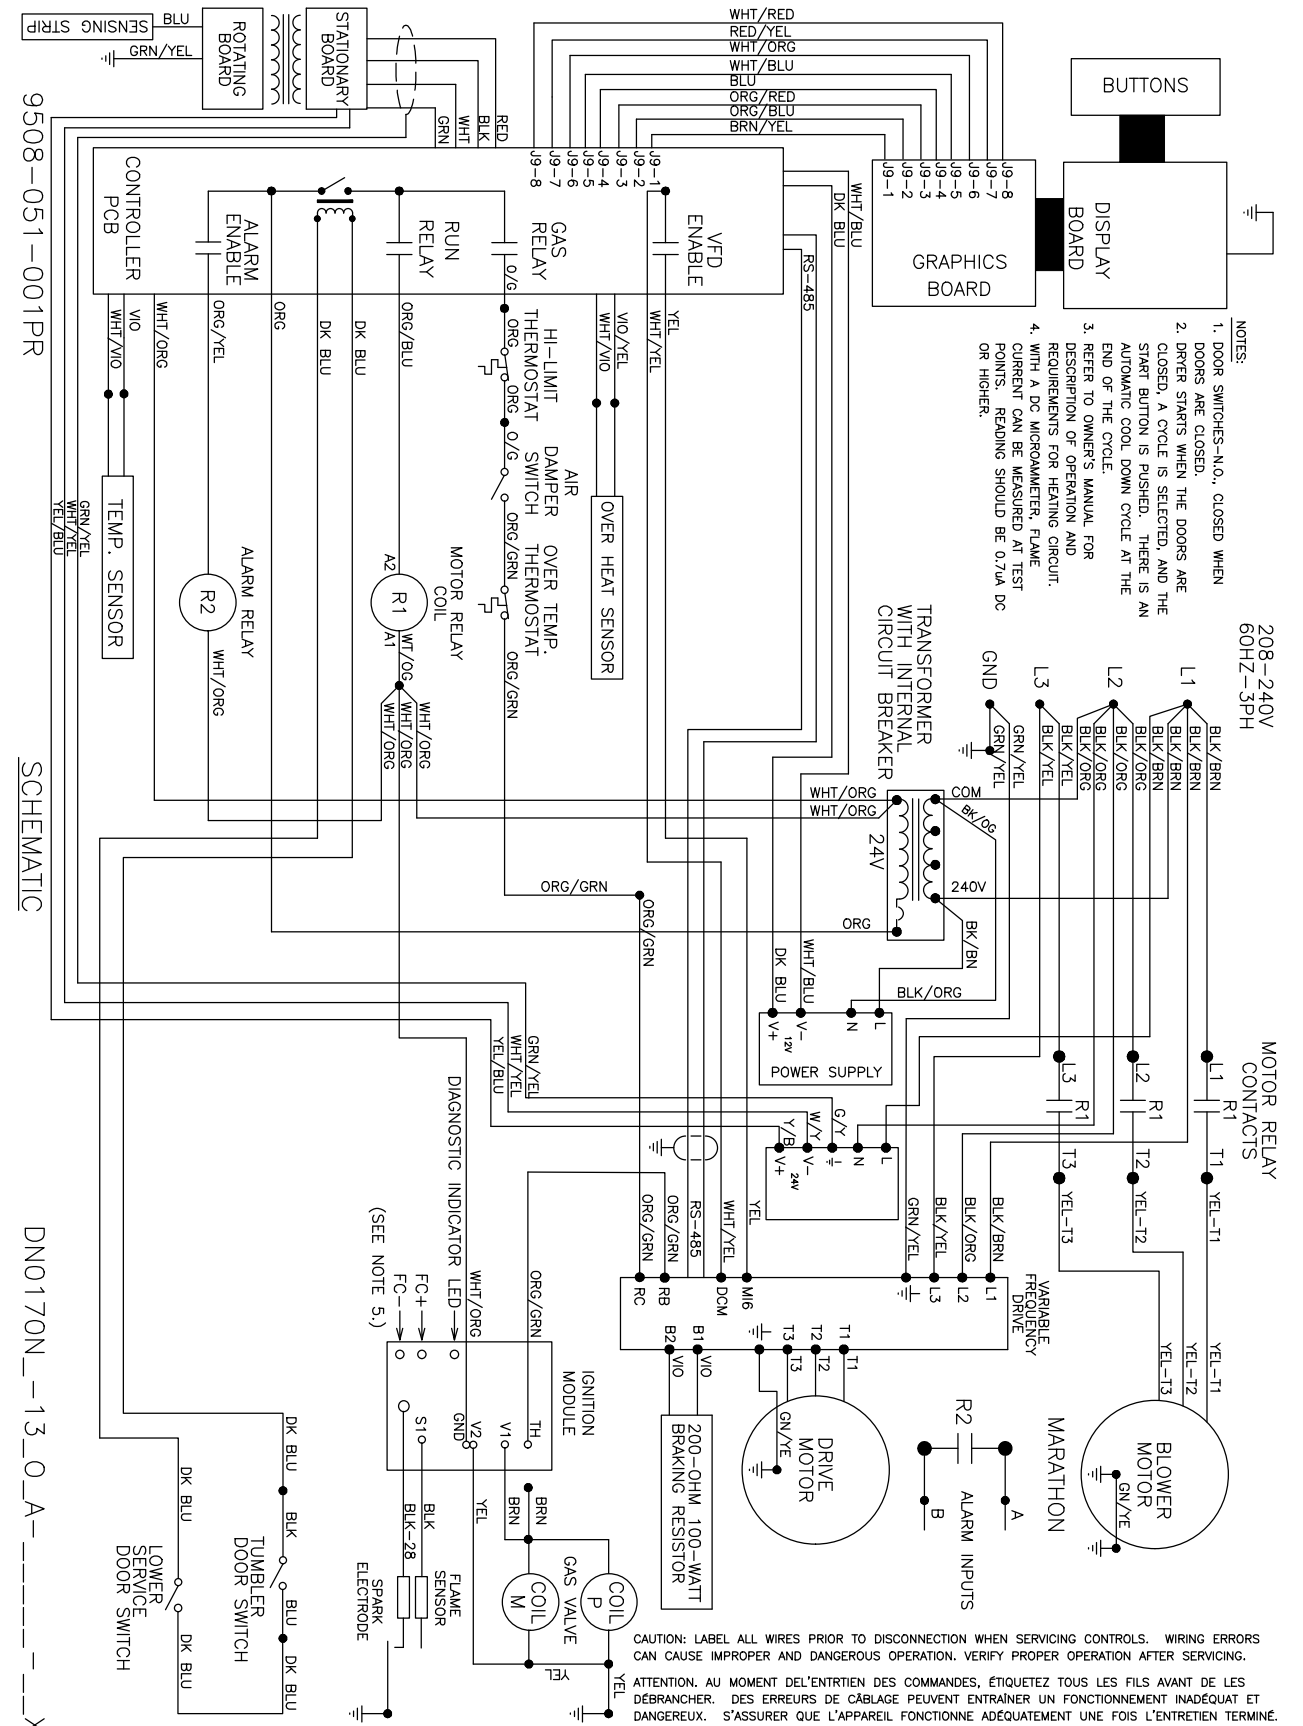 BUTTONS
DISPLAY
BOARD
GRAPHICS
BOARD
J9-8
J9-7
J9-6
J9-5
J9-4
J9-3
J9-2
J9-1
WHT/RED
RED/YEL
WHT/ORG
WHT/BLU
BLU
ORG/RED
ORG/BLU
BRN/YEL
J9-1
J9-2
J9-3
J9-4
J9-5
J9-6
J9-7
J9-8
STATIONARY
BOARD
ROTATING
BOARD
SENSING STRIP
BLU
GRN/YEL
RED
BLK
WHT
GRN
WHT/BLU
DK BLU
RS-485
CONTROLLER
PCB
ALARM
ENABLE
RUN
RELAY
GAS
RELAY
VFD
ENABLE
NOTES:
1. DOOR SWITCHES-N.O., CLOSED WHEN
DOORS ARE CLOSED.
2. DRYER STARTS WHEN THE DOORS ARE
CLOSED, A CYCLE IS SELECTED, AND THE
START BUTTON IS PUSHED. THERE IS AN
AUTOMATIC COOL DOWN CYCLE AT THE
END OF THE CYCLE.
3. REFER TO OWNER'S MANUAL FOR
DESCRIPTION OF OPERATION AND
REQUIREMENTS FOR HEATING CIRCUIT.
4. WITH A DC MICROAMMETER, FLAME
CURRENT CAN BE MEASURED AT TEST
POINTS. READING SHOULD BE 0.7uA DC
OR HIGHER.
YEL
WHT/YEL
VIO/YEL
WHT/VIO
O/G
ORG
HI-LIMIT
THERMOSTAT
ORG
O/G
AIR
DAMPER
SWITCH
ORG/GRN
OVER TEMP.
THERMOSTAT
ORG/GRN
OVER HEAT SENSOR
ORG/BLU
DK BLU
DK BLU
ORG
ORG/YEL
WHT/ORG
VIO
WHT/VIO
TEMP. SENSOR
GRN/YEL
WHT/YEL
YEL/BLU
MOTOR RELAY
COIL
A2
R1
A1
WT/OG
WHT/ORG
WHT/ORG
WHT/ORG
ALARM RELAY
R2
WHT/ORG
208-240V
60HZ-3PH
L1
L2
L3
GND
BLK/BRN
BLK/BRN
BLK/BRN
BLK/ORG
BLK/ORG
BLK/ORG
BLK/YEL
BLK/YEL
GRN/YEL
GRN/YEL
TRANSFORMER
WITH INTERNAL
CIRCUIT BREAKER
WHT/ORG
WHT/ORG
COM
BK/OG
24V
240V
ORG
BK/BN
BLK/ORG
WHT/BLU
DK BLU
V+
V-
N
L
12V
POWER SUPPLY
ORG/GRN
ORG/GRN
MOTOR RELAY
CONTACTS
L1
R1
T1
YEL-T1
L2
R1
T2
YEL-T2
L3
R1
T3
YEL-T3
GRN/YEL
WHT/YEL
YEL/BLU
Y/B
W/Y
G/Y
V+
V-
N
L
24V
ORG/GRN
ORG/GRN
RS-485
WHT/YEL
YEL
GRN/YEL
BLK/YEL
BLK/ORG
BLK/BRN
RC
RB
DCM
MI6
L3
L2
L1
VARIABLE
FREQUENCY
DRIVE
B2
B1
T3
T2
T1
VIO
VIO
T3
T2
T1
200-OHM 100-WATT
BRAKING RESISTOR
DRIVE
MOTOR
GN/YE
YEL-T1
YEL-T2
YEL-T3
BLOWER
MOTOR
GN/YE
MARATHON
R2
A
B
ALARM INPUTS
DIAGNOSTIC INDICATOR LED
FC+
FC-
(SEE NOTE 5.)
WHT/ORG
ORG/GRN
IGNITION
MODULE
TH
V1
V2
GND
S1
BRN
BRN
YEL
BLK
BLK-28
FLAME
SENSOR
SPARK
ELECTRODE
GAS VALVE
COIL
P
COIL
M
YEL
YEL
DK BLU
BLK
TUMBLER
DOOR SWITCH
BLU
DK BLU
DK BLU
LOWER
SERVICE
DOOR SWITCH
DK BLU
CAUTION: LABEL ALL WIRES PRIOR TO DISCONNECTION WHEN SERVICING CONTROLS. WIRING ERRORS
CAN CAUSE IMPROPER AND DANGEROUS OPERATION. VERIFY PROPER OPERATION AFTER SERVICING.
ATTENTION. AU MOMENT DEL'ENTRTIEN DES COMMANDES, ÉTIQUETEZ TOUS LES FILS AVANT DE LES
DÉBRANCHER. DES ERREURS DE CÂBLAGE PEUVENT ENTRAÎNER UN FONCTIONNEMENT INADÉQUAT ET
DANGEREUX. S'ASSURER QUE L'APPAREIL FONCTIONNE ADÉQUATEMENT UNE FOIS L'ENTRETIEN TERMINÉ.
9508-051-001PR
SCHEMATIC
DN0170N_-13_0_A-_____-__)